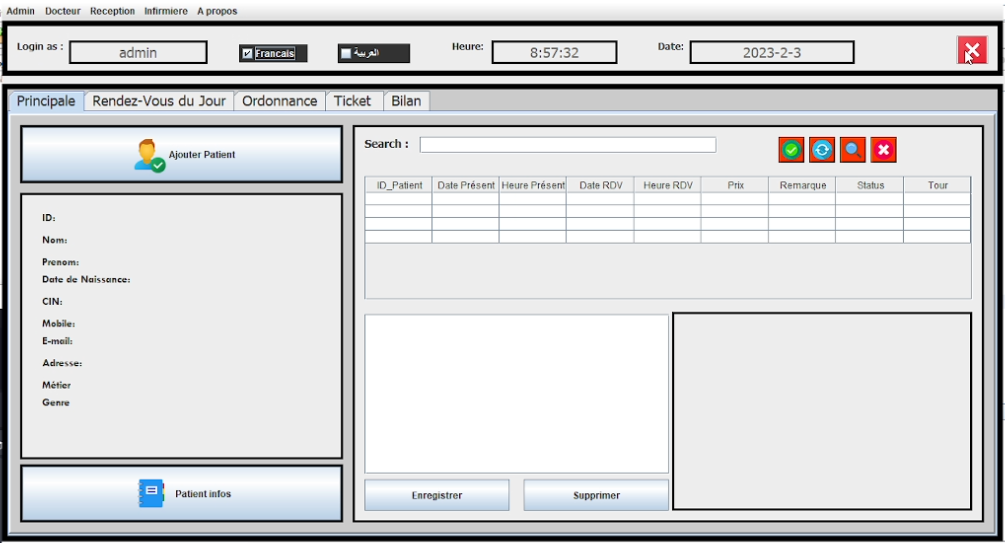 Admin Docteur Reception Infirmiere A propos
Login as : admin Francais العربية Heure: 8:57:32 Date: 2023-2-3
Principale Rendez-Vous du Jour Ordonnance Ticket Bilan
Ajouter Patient
Search :
ID_Patient Date Présent Heure Présent Date RDV Heure RDV Prix Remarque Status Tour
ID:
Nom:
Prenom:
Date de Naissance:
CIN:
Mobile:
E-mail:
Adresse:
Métier
Genre
Patient infos
Enregistrer Supprimer